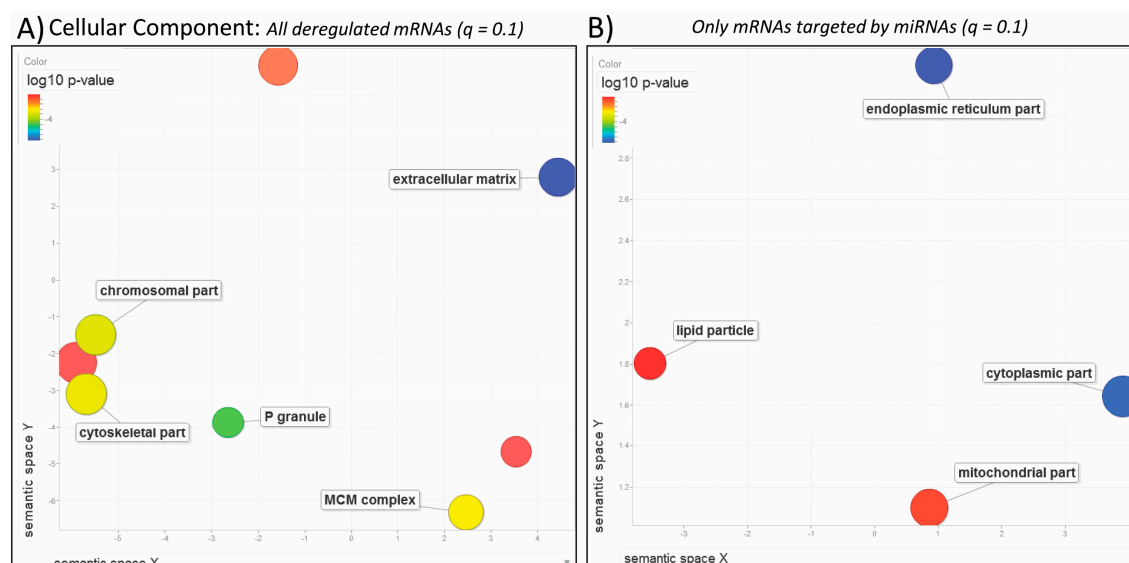 A) Cellular Component: All deregulated mRNAs (q = 0.1)
Color
log10 p-value
-4
extracellular matrix
chromosomal part
cytoskeletal part
P granule
MCM complex
3
2
1
0
-1
-2
-3
-4
-5
-6
semantic space Y
-5
-4
-3
-2
-1
0
1
2
3
4
semantic space X
B) Only mRNAs targeted by miRNAs (q = 0.1)
Color
log10 p-value
-4
endoplasmic reticulum part
lipid particle
cytoplasmic part
mitochondrial part
2.8
2.6
2.4
2.2
2
1.8
1.6
1.4
1.2
semantic space Y
-3
-2
-1
0
1
2
3
semantic space X